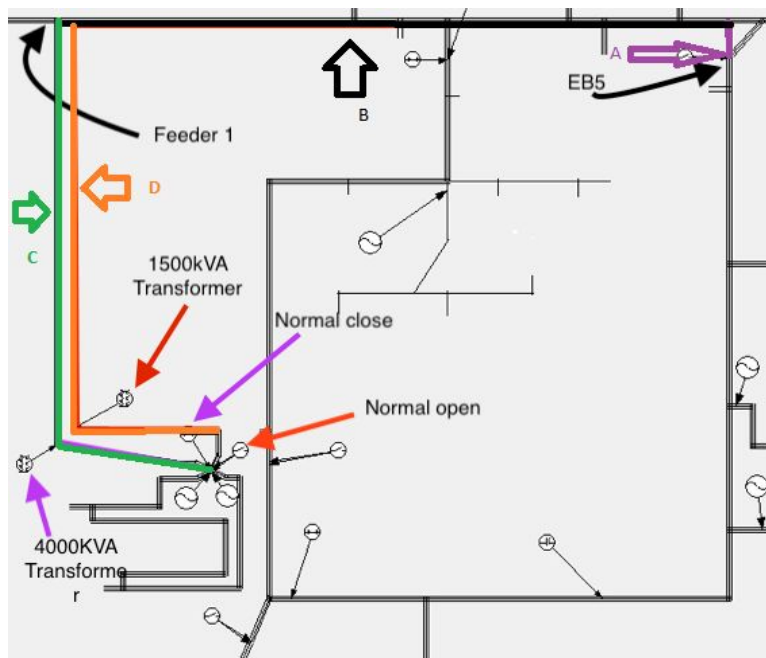 A
EB5
B
Feeder 1
D
C
1500kVA
Transformer
Normal close
Normal open
4000KVA
Transforme
r